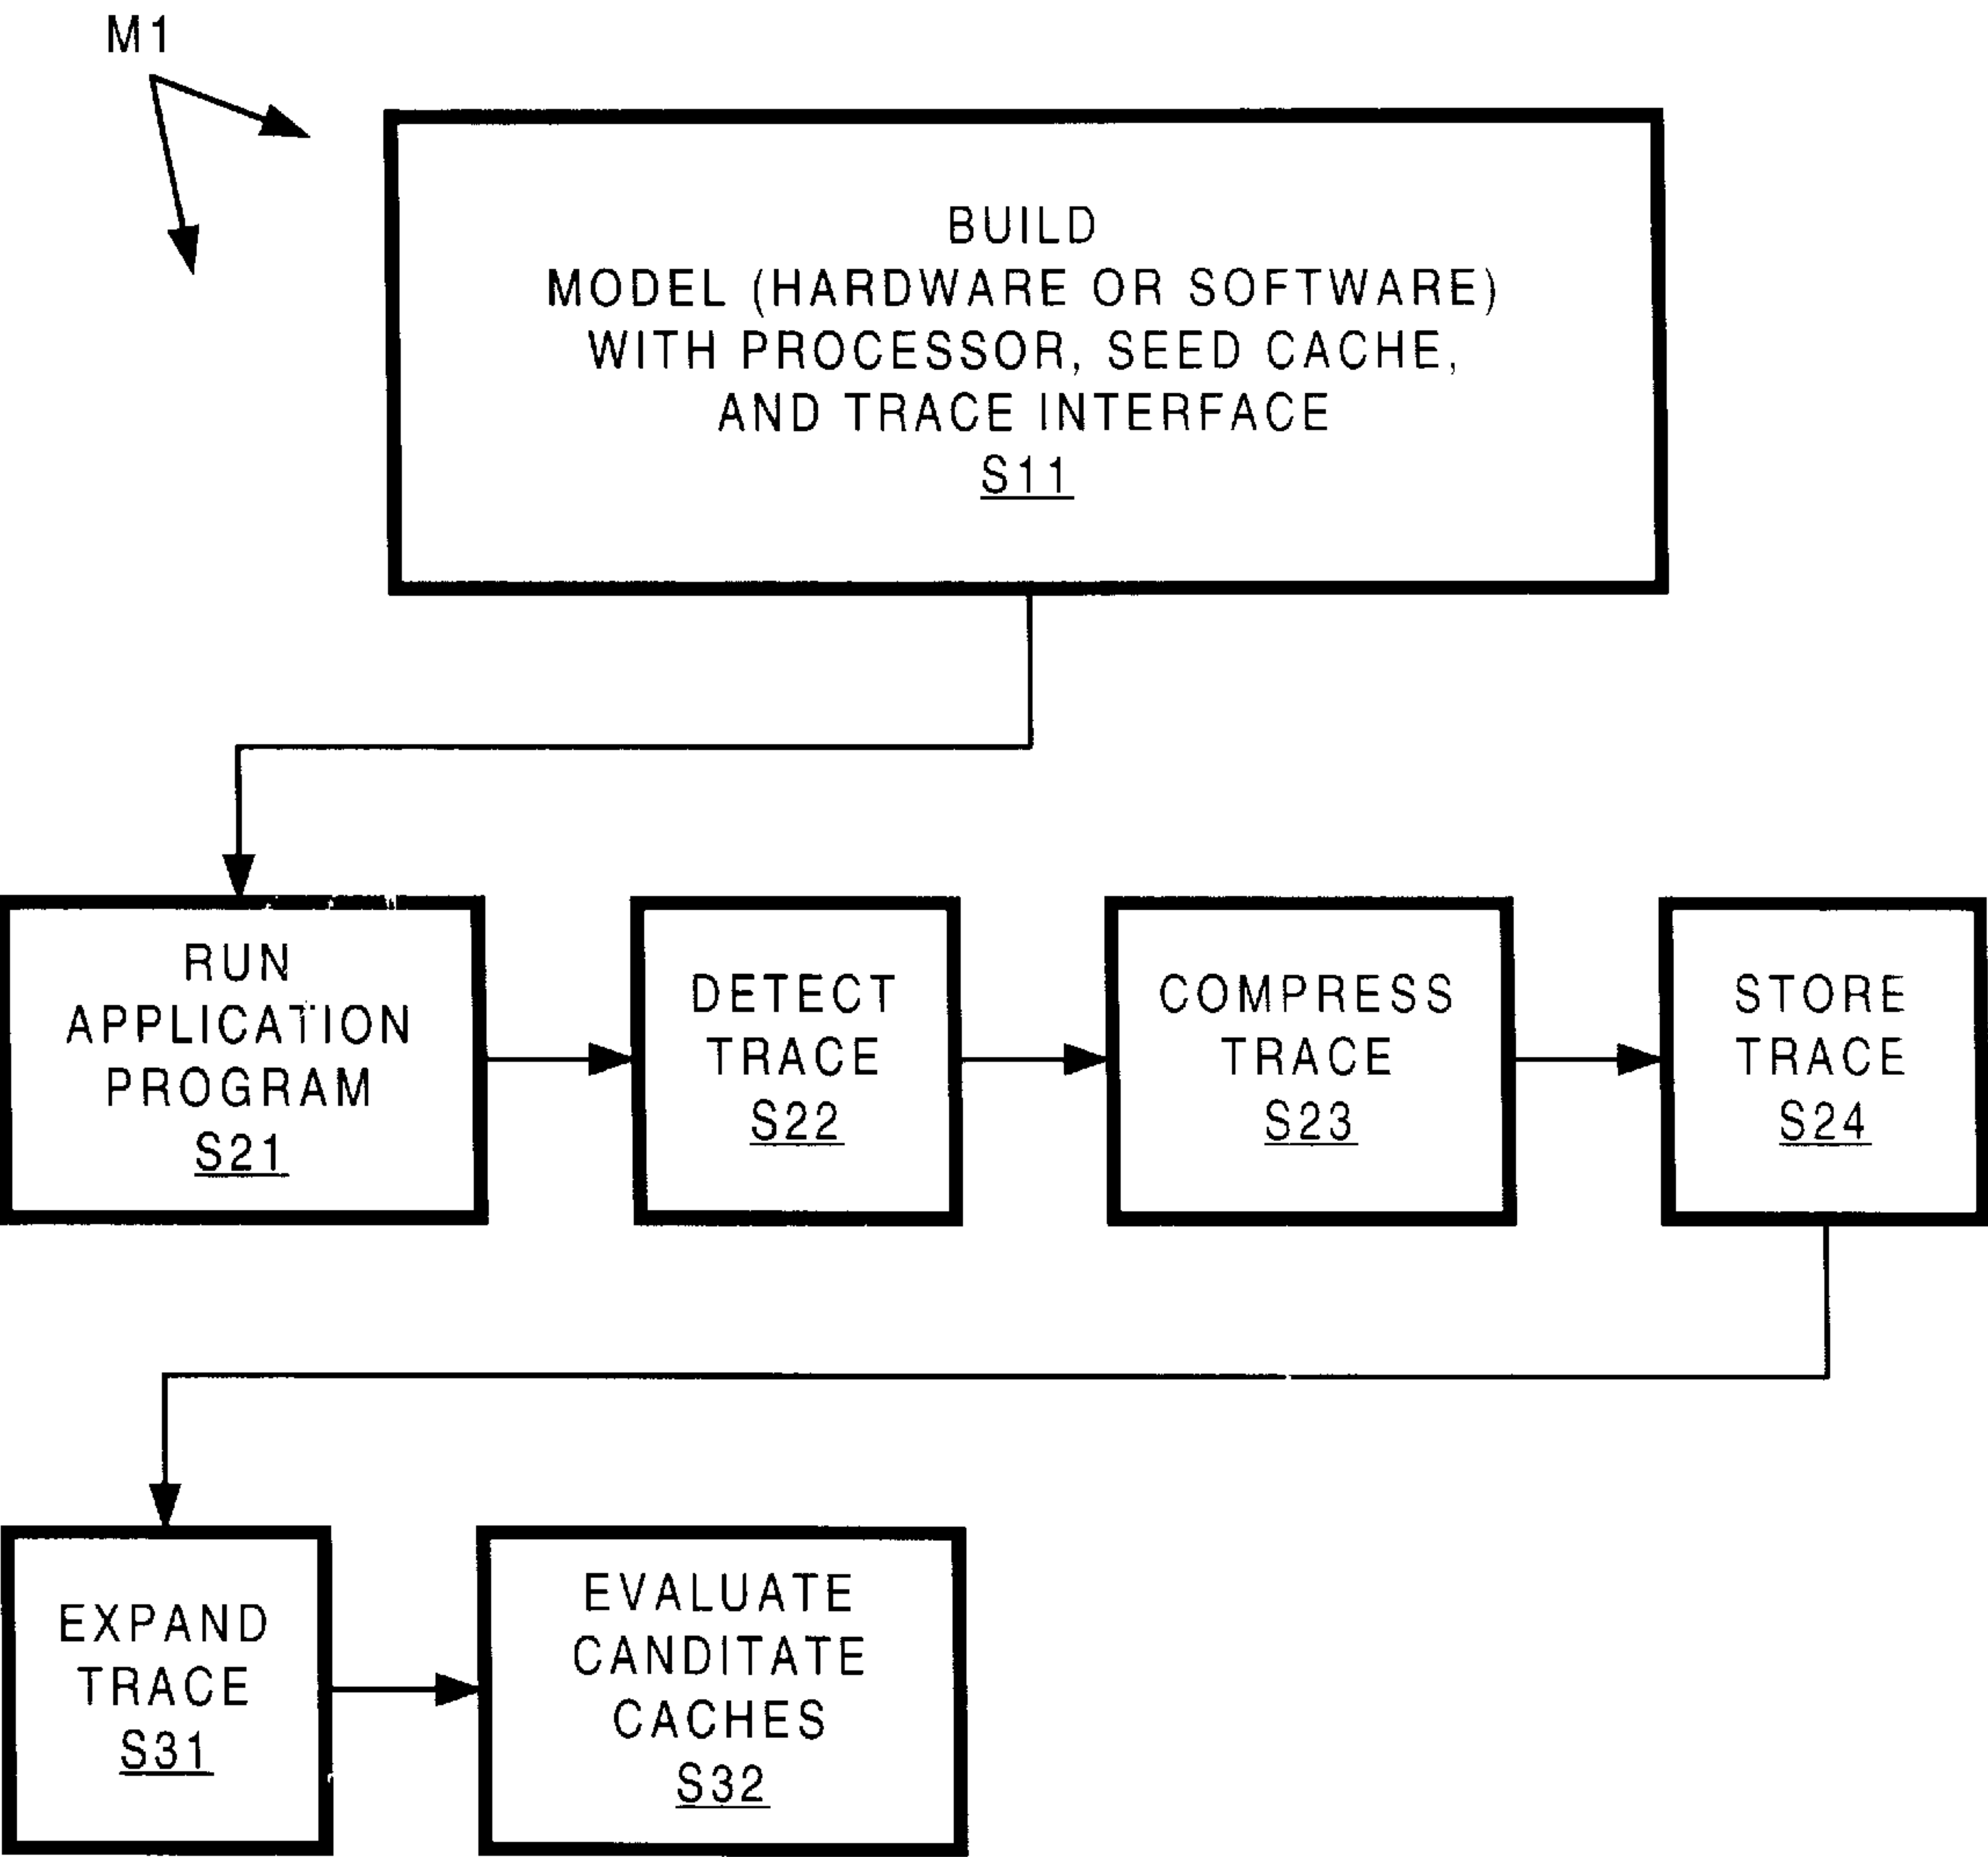 M1
BUILD
MODEL (HARDWARE OR SOFTWARE)
WITH PROCESSOR, SEED CACHE,
AND TRACE INTERFACE
S11
RUN
APPLICATION
PROGRAM
S21
DETECT
TRACE
S22
COMPRESS
TRACE
S23
STORE
TRACE
S24
EXPAND
TRACE
S31
EVALUATE
CANDITATE
CACHES
S32